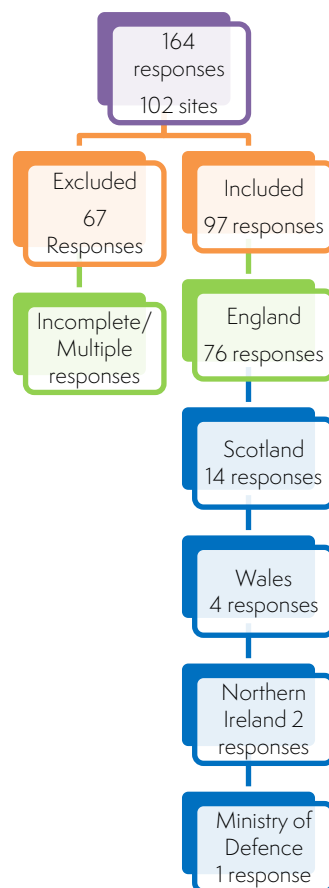 164
responses
102 sites
Excluded
67
Responses
Included
97 responses
Incomplete/
Multiple
responses
England
76 responses
Scotland
14 responses
Wales
4 responses
Northern
Ireland 2
responses
Ministry of
Defence
1 response